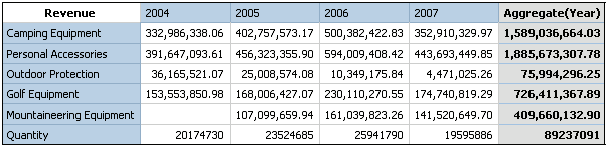 Revenue 2004 2005 2006 2007 Aggregate(Year)
Camping Equipment 332,986,338.06 402,757,573.17 500,382,422.83 352,910,329.97 1,589,036,664.03
Personal Accessories 391,647,093.61 456,323,355.90 594,009,408.42 443,693,449.85 1,885,673,307.78
Outdoor Protection 36,165,521.07 25,008,574.08 10,349,175.84 4,471,025.26 75,994,296.25
Golf Equipment 153,553,850.98 168,006,427.07 230,110,270.55 174,740,819.29 726,411,367.89
Mountaineering Equipment 107,099,659.94 161,039,823.26 141,520,649.70 409,660,132.90
Quantity 20174730 23524685 25941790 19595886 89237091